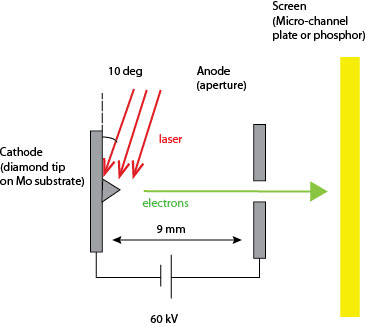 Screen
(Micro-channel
plate or phosphor)
10 deg
Anode
(aperture)
laser
Cathode
(diamond tip
on Mo substrate)
electrons
9 mm
60 kV